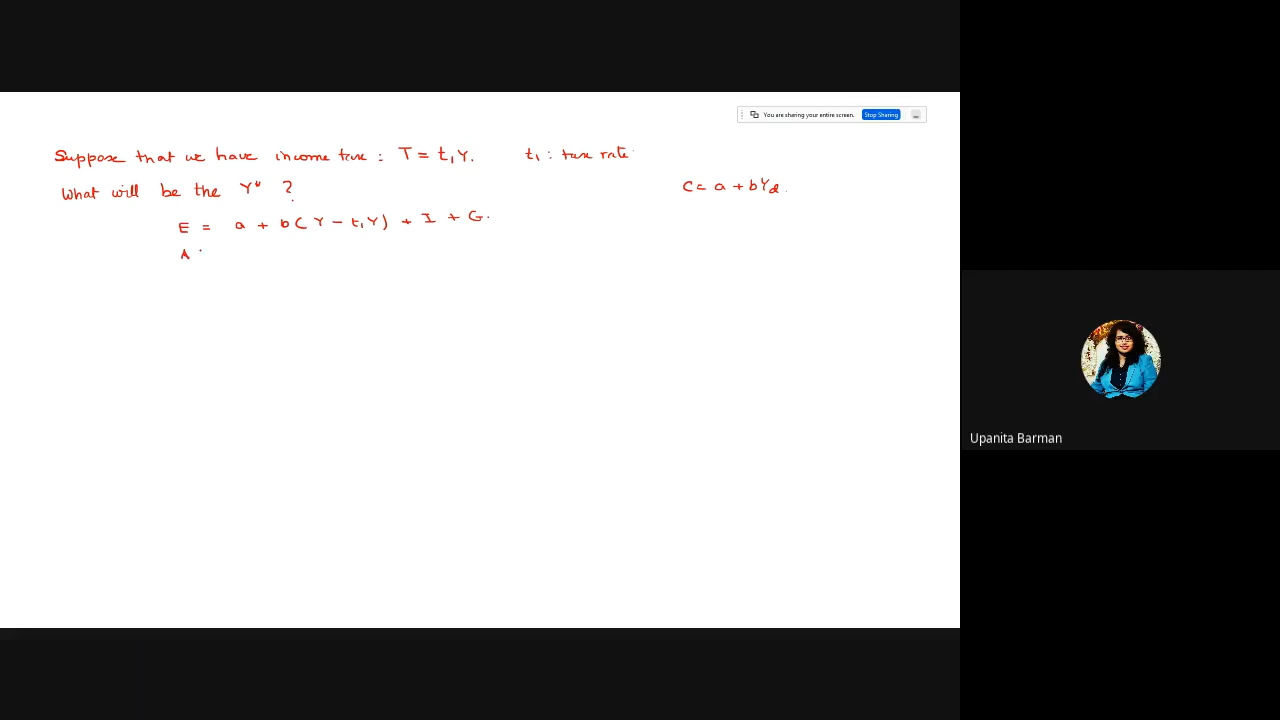 You are sharing your entire screen. Stop Sharing
Suppose that we have income tax : T = t₁Y. t₁ : tax rate.
What will be the Y* ?
C = a + bYd.
E = a + b(Y - t₁Y) + I + G.
A
Upanita Barman